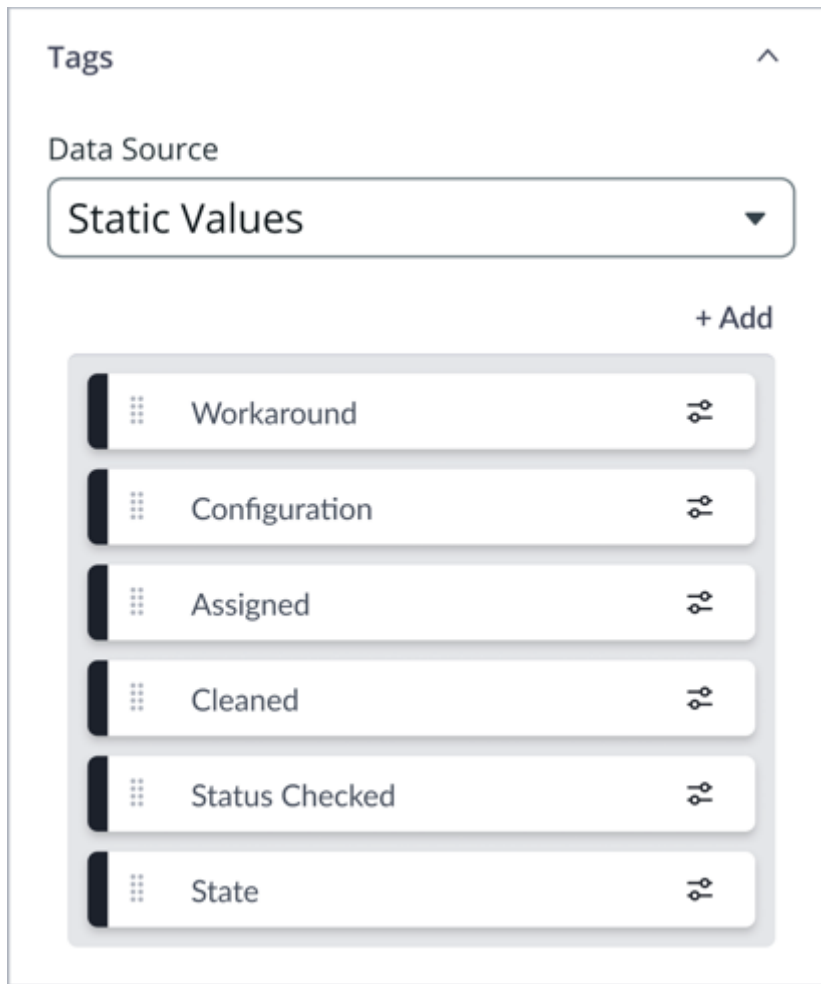 Tags
Data Source
Static Values
+ Add
Workaround
Configuration
Assigned
Cleaned
Status Checked
State